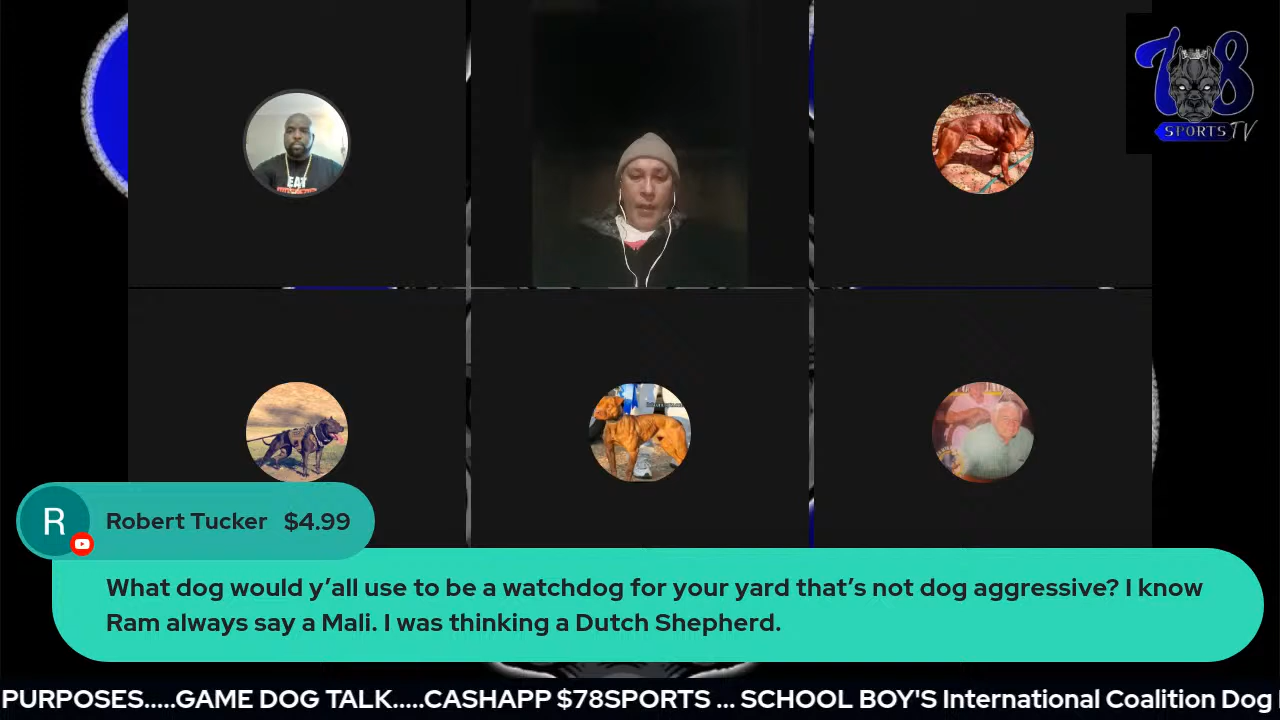 78
SPORTS TV
EAT
R
Robert Tucker $4.99
What dog would y’all use to be a watchdog for your yard that’s not dog aggressive? I know
Ram always say a Mali. I was thinking a Dutch Shepherd.
PURPOSES.....GAME DOG TALK.....CASHAPP $78SPORTS ... SCHOOL BOY'S International Coalition Dog